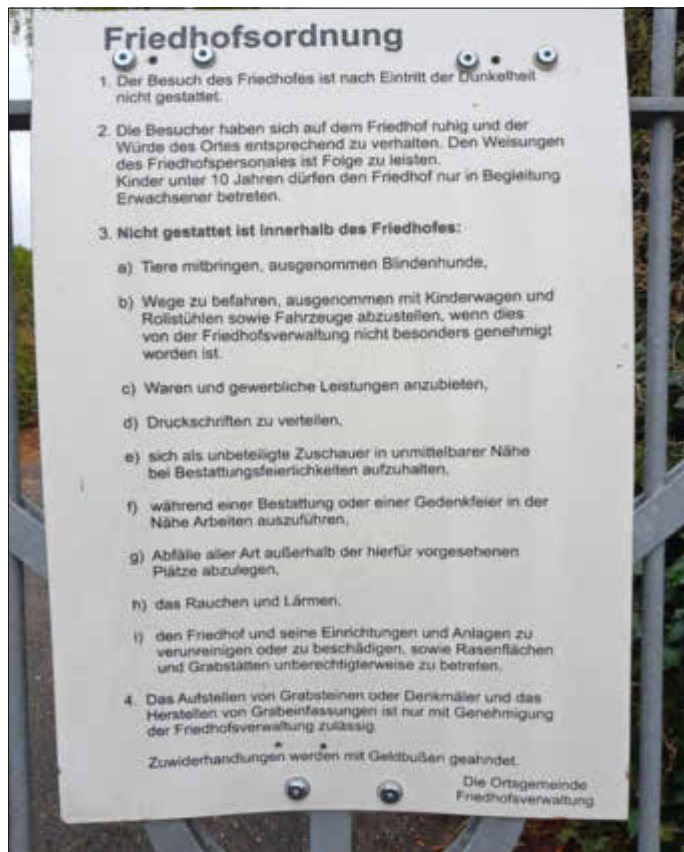 Friedhofsordnung
1. Der Besuch des Friedhofes ist nach Eintritt der Dunkelheit
nicht gestattet.
2. Die Besucher haben sich auf dem Friedhof ruhig und der
Würde des Ortes entsprechend zu verhalten. Den Weisungen
des Friedhofspersonales ist Folge zu leisten.
Kinder unter 10 Jahren dürfen den Friedhof nur in Begleitung
Erwachsener betreten.
3. Nicht gestattet ist innerhalb des Friedhofes:
a) Tiere mitbringen, ausgenommen Blindenhunde,
b) Wege zu befahren, ausgenommen mit Kinderwagen und
Rollstühlen sowie Fahrzeuge abzustellen, wenn dies
von der Friedhofsverwaltung nicht besonders genehmigt
worden ist.
c) Waren und gewerbliche Leistungen anzubieten,
d) Druckschriften zu verteilen,
e) sich als unbeteiligte Zuschauer in unmittelbarer Nähe
bei Bestattungsfeierlichkeiten aufzuhalten,
f) während einer Bestattung oder einer Gedenkfeier in der
Nähe Arbeiten auszuführen,
g) Abfälle aller Art außerhalb der hierfür vorgesehenen
Plätze abzulegen,
h) das Rauchen und Lärmen,
i) den Friedhof und seine Einrichtungen und Anlagen zu
verunreinigen oder zu beschädigen, sowie Rasenflächen
und Grabstätten unberechtigterweise zu betreten.
4. Das Aufstellen von Grabsteinen oder Denkmäler und das
Herstellen von Grabeinfassungen ist nur mit Genehmigung
der Friedhofsverwaltung zulässig.
Zuwiderhandlungen werden mit Geldbußen geahndet.
Die Ortsgemeinde
Friedhofsverwaltung